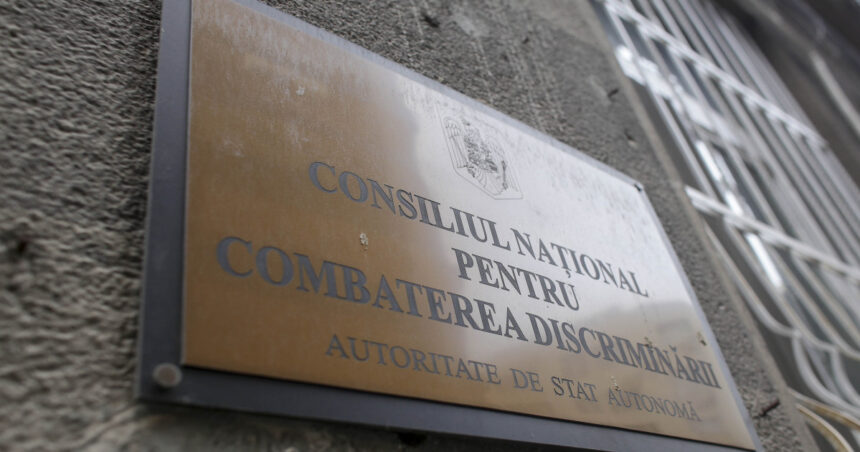 CONSILIUL NAȚIONAL
PENTRU
COMBATEREA DISCRIMINĂRII
AUTORITATE DE STAT AUTONOMĂ